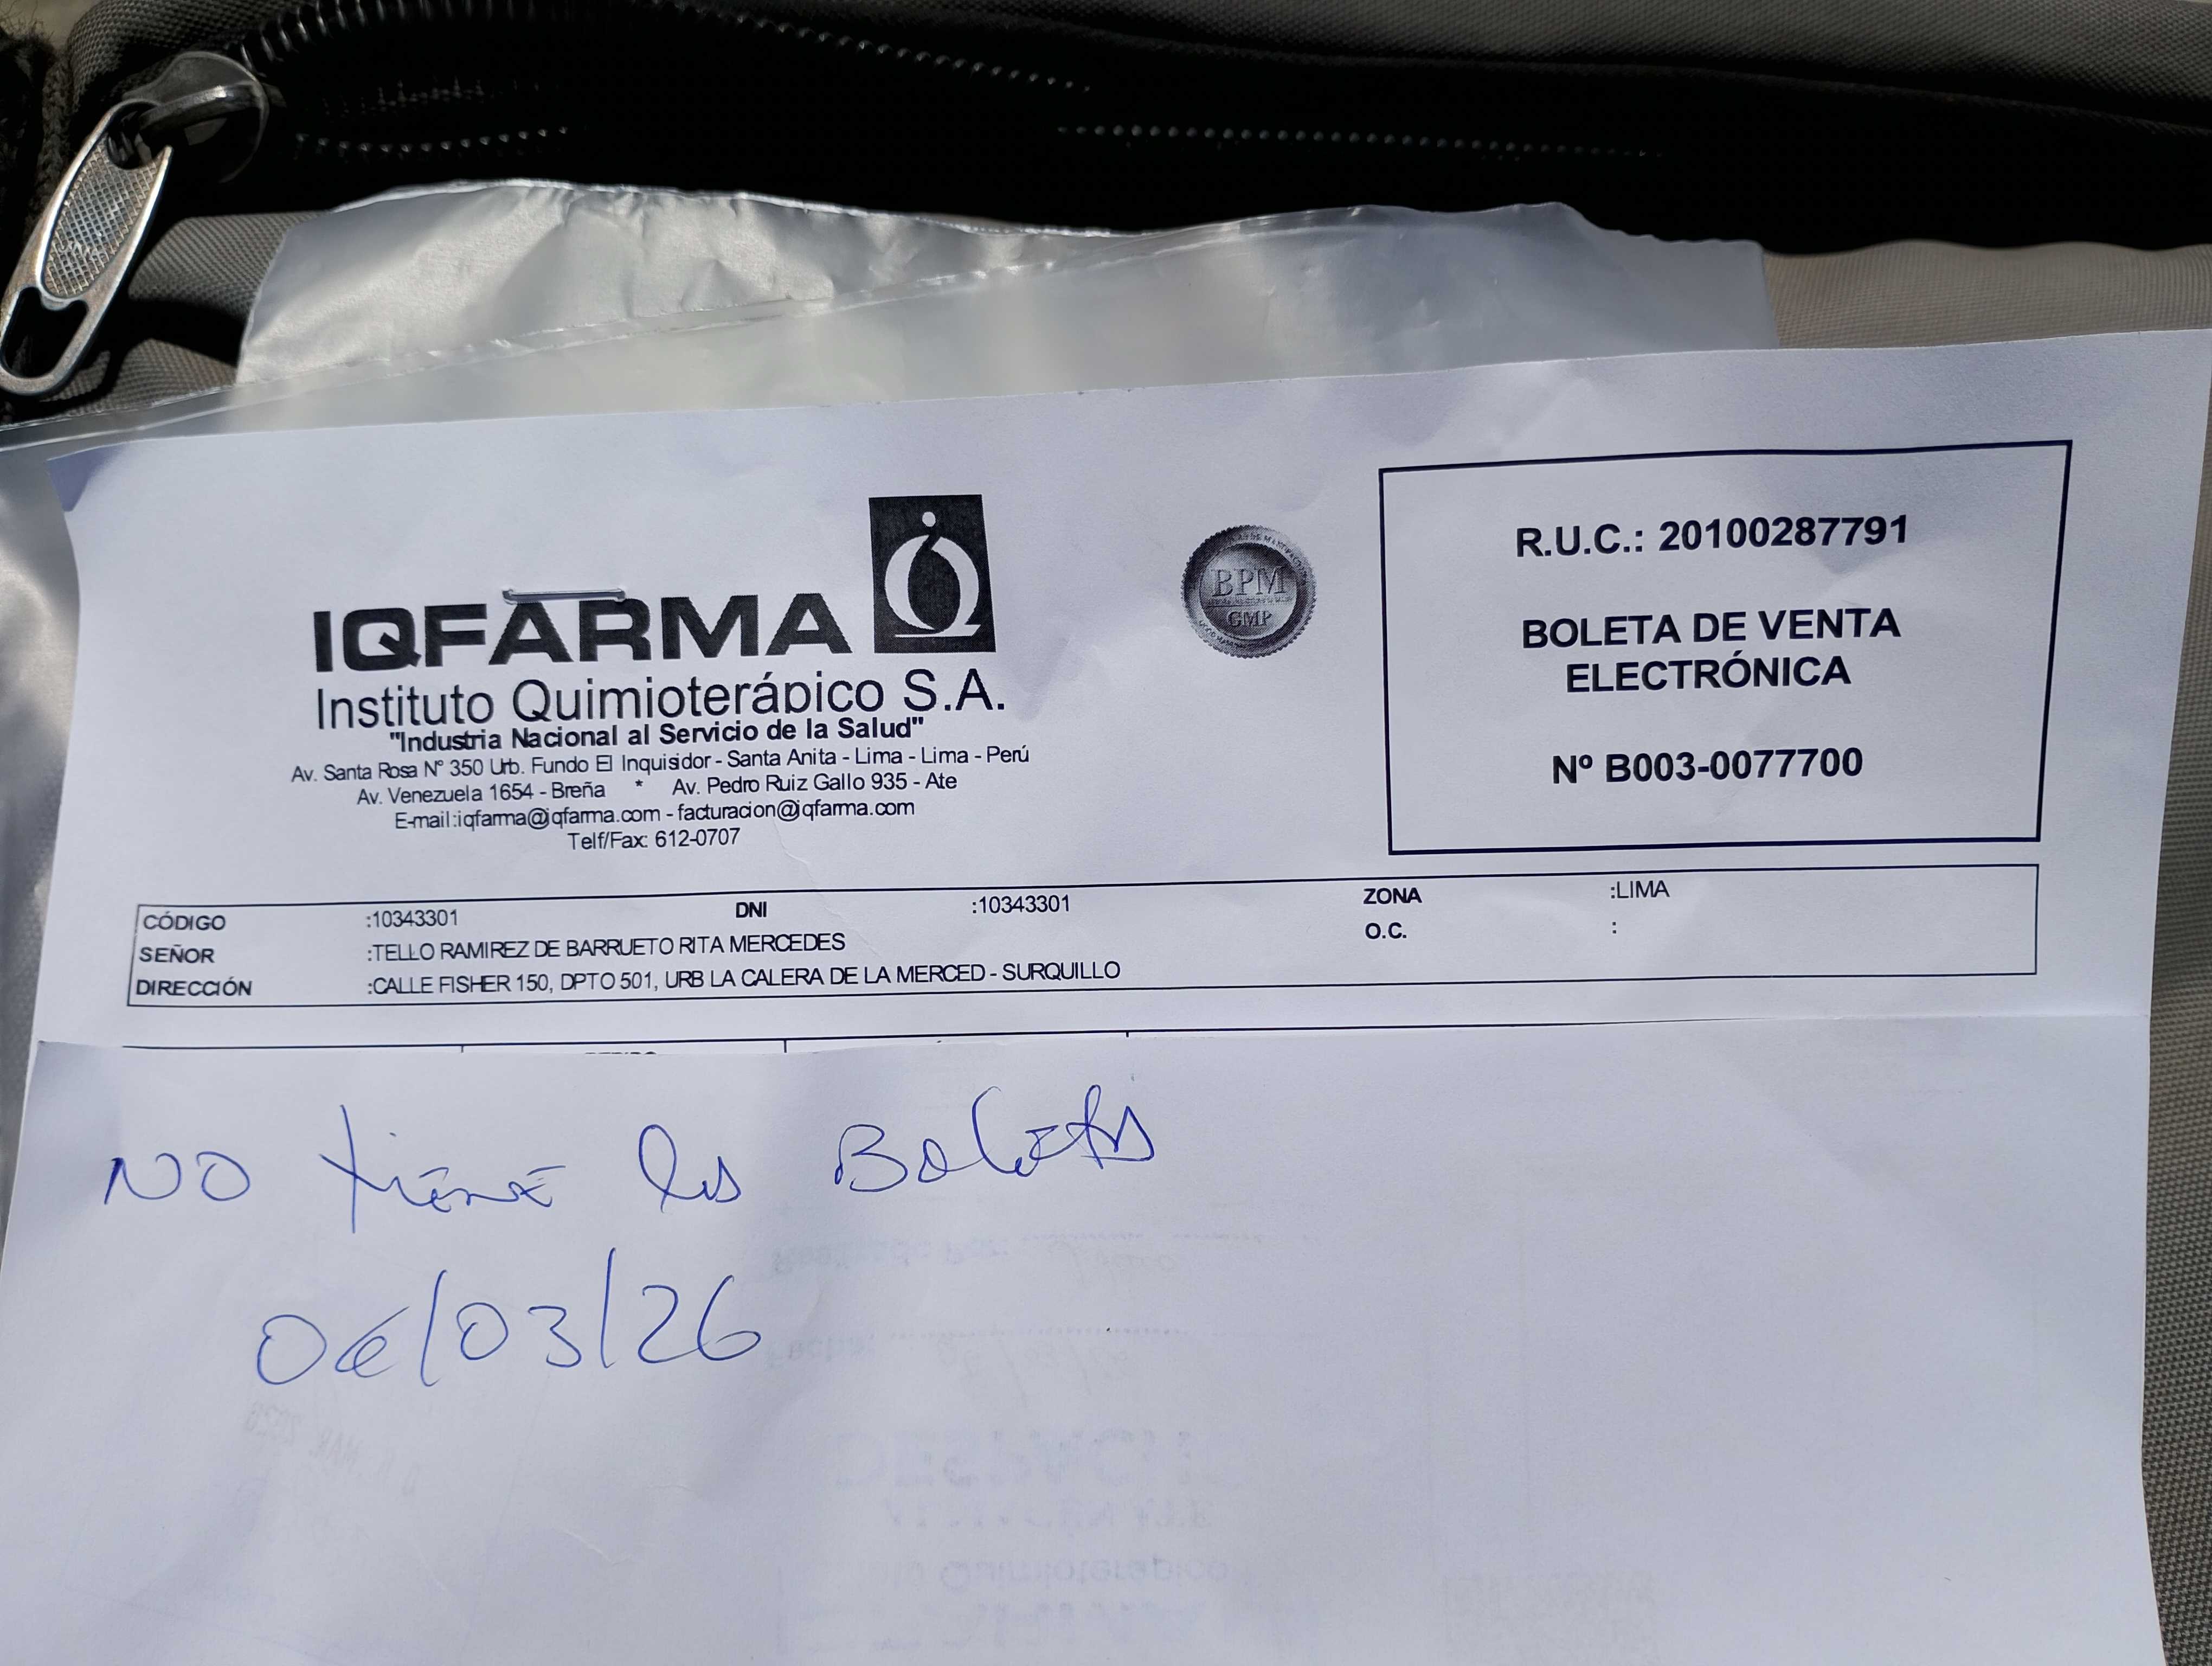 IQFARMA
Instituto Quimioterápico S.A.
"Industria Nacional al Servicio de la Salud"
Av. Santa Rosa Nº 350 Urb. Fundo El Inquisidor - Santa Anita - Lima - Lima - Perú
Av. Venezuela 1654 - Breña * Av. Pedro Ruiz Gallo 935 - Ate
E-mail:iqfarma@iqfarma.com - facturacion@iqfarma.com
Telf/Fax: 612-0707
BPM
GMP
R.U.C.: 20100287791
BOLETA DE VENTA
ELECTRÓNICA
Nº B003-0077700
CÓDIGO :10343301 DNI :10343301 ZONA :LIMA
SEÑOR :TELLO RAMIREZ DE BARRUETO RITA MERCEDES O.C. :
DIRECCIÓN :CALLE FISHER 150, DPTO 501, URB LA CALERA DE LA MERCED - SURQUILLO
NO tiene las Boletas
06/03/26